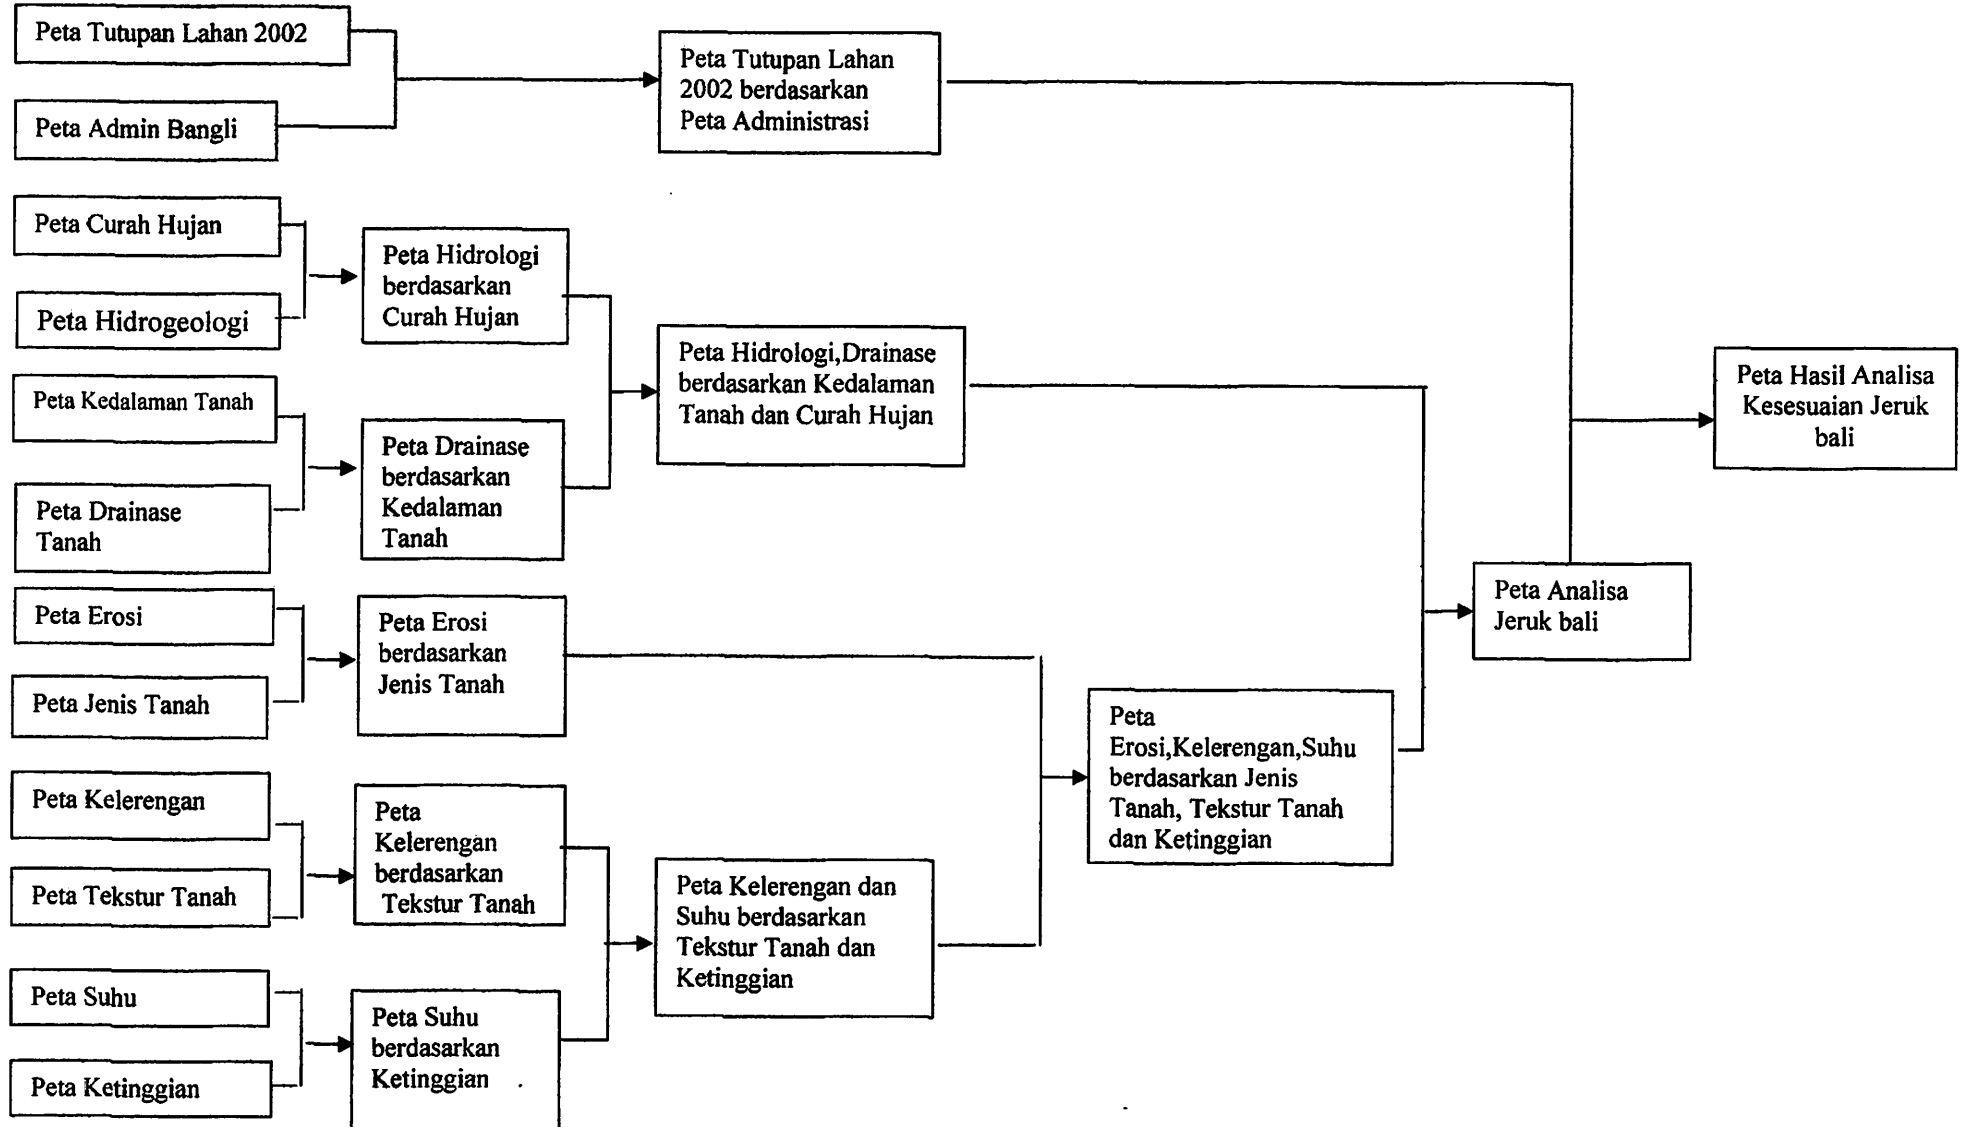 Peta Tutupan Lahan 2002
Peta Admin Bangli
Peta Tutupan Lahan
2002 berdasarkan
Peta Administrasi
Peta Curah Hujan
Peta Hidrogeologi
Peta Hidrologi
berdasarkan
Curah Hujan
Peta Kedalaman Tanah
Peta Drainase
Tanah
Peta Drainase
berdasarkan
Kedalaman
Tanah
Peta Hidrologi,Drainase
berdasarkan Kedalaman
Tanah dan Curah Hujan
Peta Erosi
Peta Jenis Tanah
Peta Erosi
berdasarkan
Jenis Tanah
Peta Kelerengan
Peta Tekstur Tanah
Peta
Kelerengan
berdasarkan
Tekstur Tanah
Peta Suhu
Peta Ketinggian
Peta Suhu
berdasarkan
Ketinggian
Peta Kelerengan dan
Suhu berdasarkan
Tekstur Tanah dan
Ketinggian
Peta
Erosi,Kelerengan,Suhu
berdasarkan Jenis
Tanah, Tekstur Tanah
dan Ketinggian
Peta Analisa
Jeruk bali
Peta Hasil Analisa
Kesesuaian Jeruk
bali